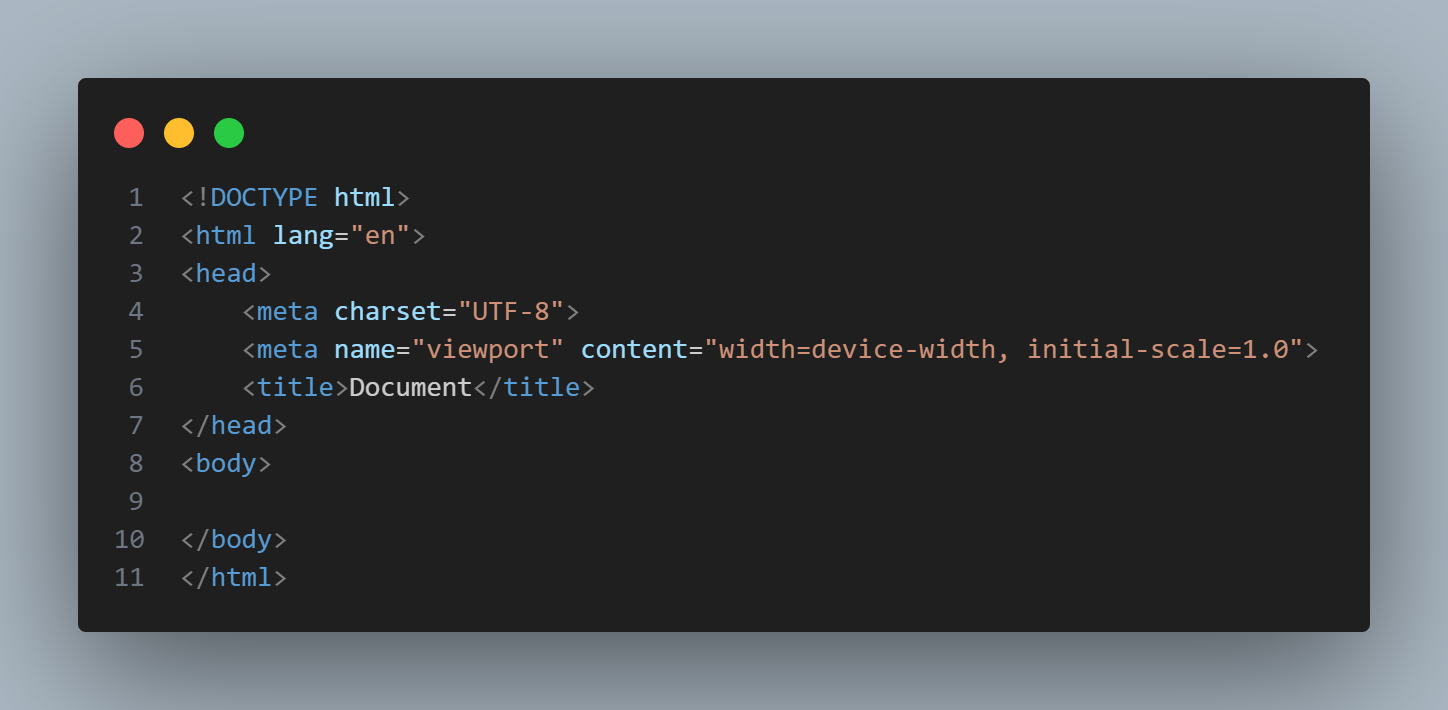 1 <!DOCTYPE html>
2 <html lang="en">
3 <head>
4     <meta charset="UTF-8">
5     <meta name="viewport" content="width=device-width, initial-scale=1.0">
6     <title>Document</title>
7 </head>
8 <body>
9
10 </body>
11 </html>